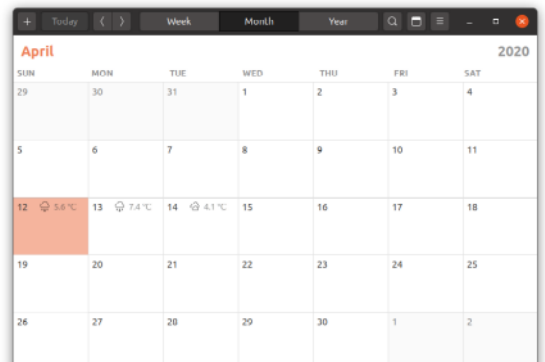 Today Week Month Year
April 2020
SUN MON TUE WED THU FRI SAT
29 30 31 1 2 3 4
5 6 7 8 9 10 11
12 5.6 °C 13 7.4 °C 14 4.1 °C 15 16 17 18
19 20 21 22 23 24 25
26 27 28 29 30 1 2